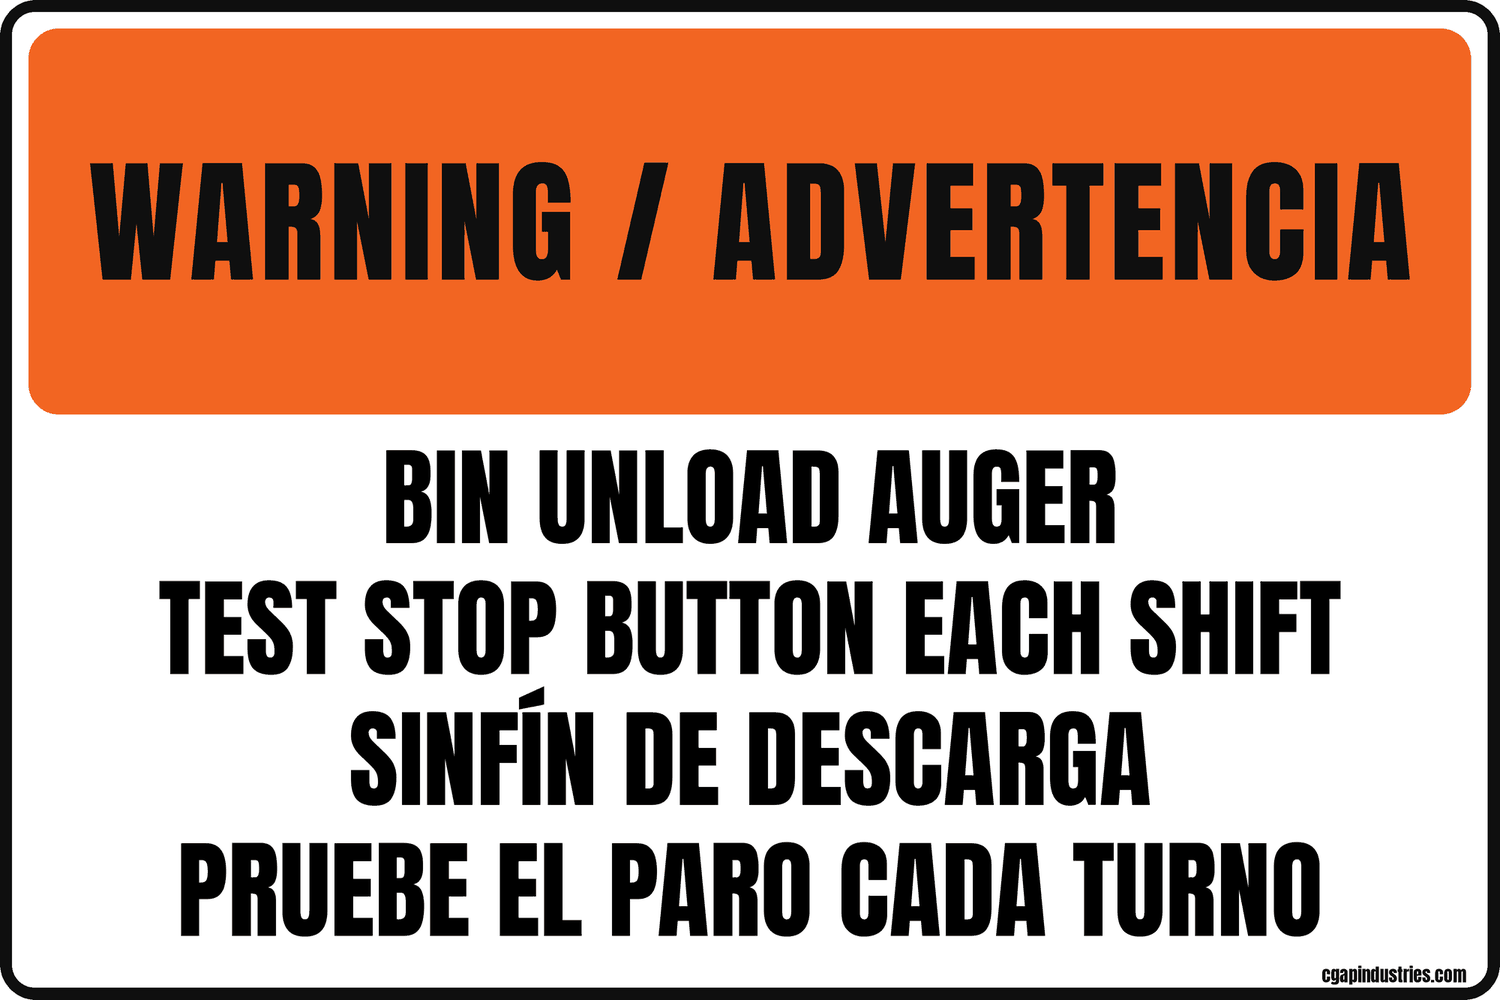 WARNING / ADVERTENCIA
BIN UNLOAD AUGER
TEST STOP BUTTON EACH SHIFT
SINFÍN DE DESCARGA
PRUEBE EL PARO CADA TURNO
cgapindustries.com